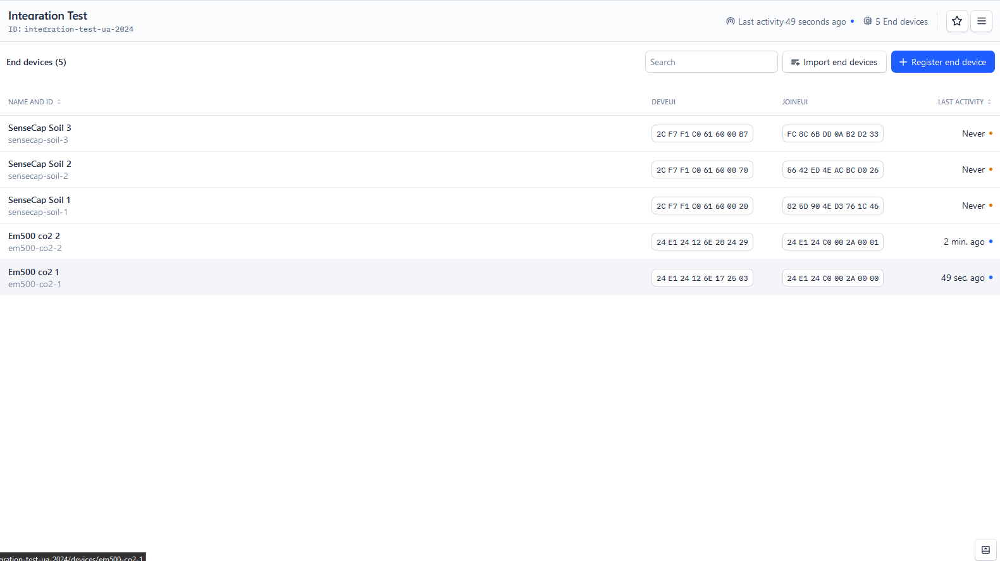 Integration Test
ID: integration-test-ua-2024
Last activity 49 seconds ago
5 End devices
End devices (5)
Search
Import end devices
Register end device
NAME AND ID
DEVEUI
JOINEUI
LAST ACTIVITY
SenseCap Soil 3
sensecap-soil-3
2C F7 F1 C0 61 60 00 B7
FC 8C 6B DD 0A B2 D2 33
Never
SenseCap Soil 2
sensecap-soil-2
2C F7 F1 C0 61 60 00 70
56 42 ED 4E AC BC D0 26
Never
SenseCap Soil 1
sensecap-soil-1
2C F7 F1 C0 61 60 00 20
82 5D 90 4E D3 76 1C 46
Never
Em500 co2 2
em500-co2-2
24 E1 24 12 6E 28 24 29
24 E1 24 C0 00 2A 00 01
2 min. ago
Em500 co2 1
em500-co2-1
24 E1 24 12 6E 17 25 03
24 E1 24 C0 00 2A 00 00
49 sec. ago
gration-test-ua-2024/devices/em500-co2-1